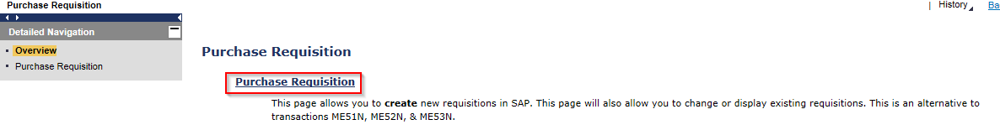 Purchase Requisition
| History Ba
Detailed Navigation
Overview
Purchase Requisition
Purchase Requisition
Purchase Requisition
This page allows you to create new requisitions in SAP. This page will also allow you to change or display existing requisitions. This is an alternative to
transactions ME51N, ME52N, & ME53N.